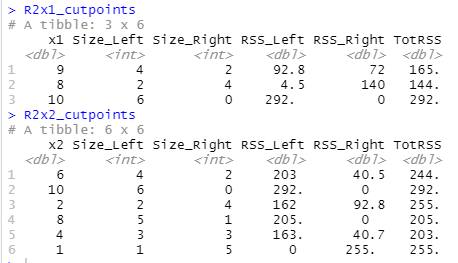 > R2x1_cutpoints
# A tibble: 3 x 6
x1 Size_Left Size_Right RSS_Left RSS_Right TotRSS
<dbl> <int> <int> <dbl> <dbl> <dbl>
1 9 4 2 92.8 72 165.
2 8 2 4 4.5 140 144.
3 10 6 0 292. 0 292.
> R2x2_cutpoints
# A tibble: 6 x 6
x2 Size_Left Size_Right RSS_Left RSS_Right TotRSS
<dbl> <int> <int> <dbl> <dbl> <dbl>
1 6 4 2 203 40.5 244.
2 10 6 0 292. 0 292.
3 2 2 4 162 92.8 255.
4 8 5 1 205. 0 205.
5 4 3 3 163. 40.7 203.
6 1 1 5 0 255. 255.